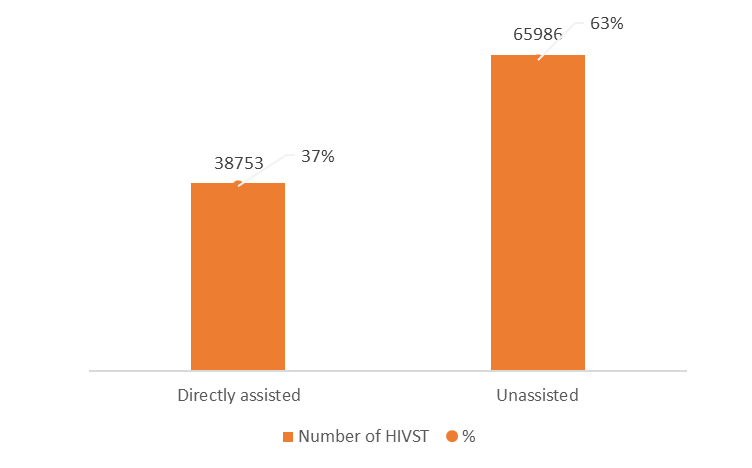 65986 63%
38753 37%
Directly assisted Unassisted
Number of HIVST %